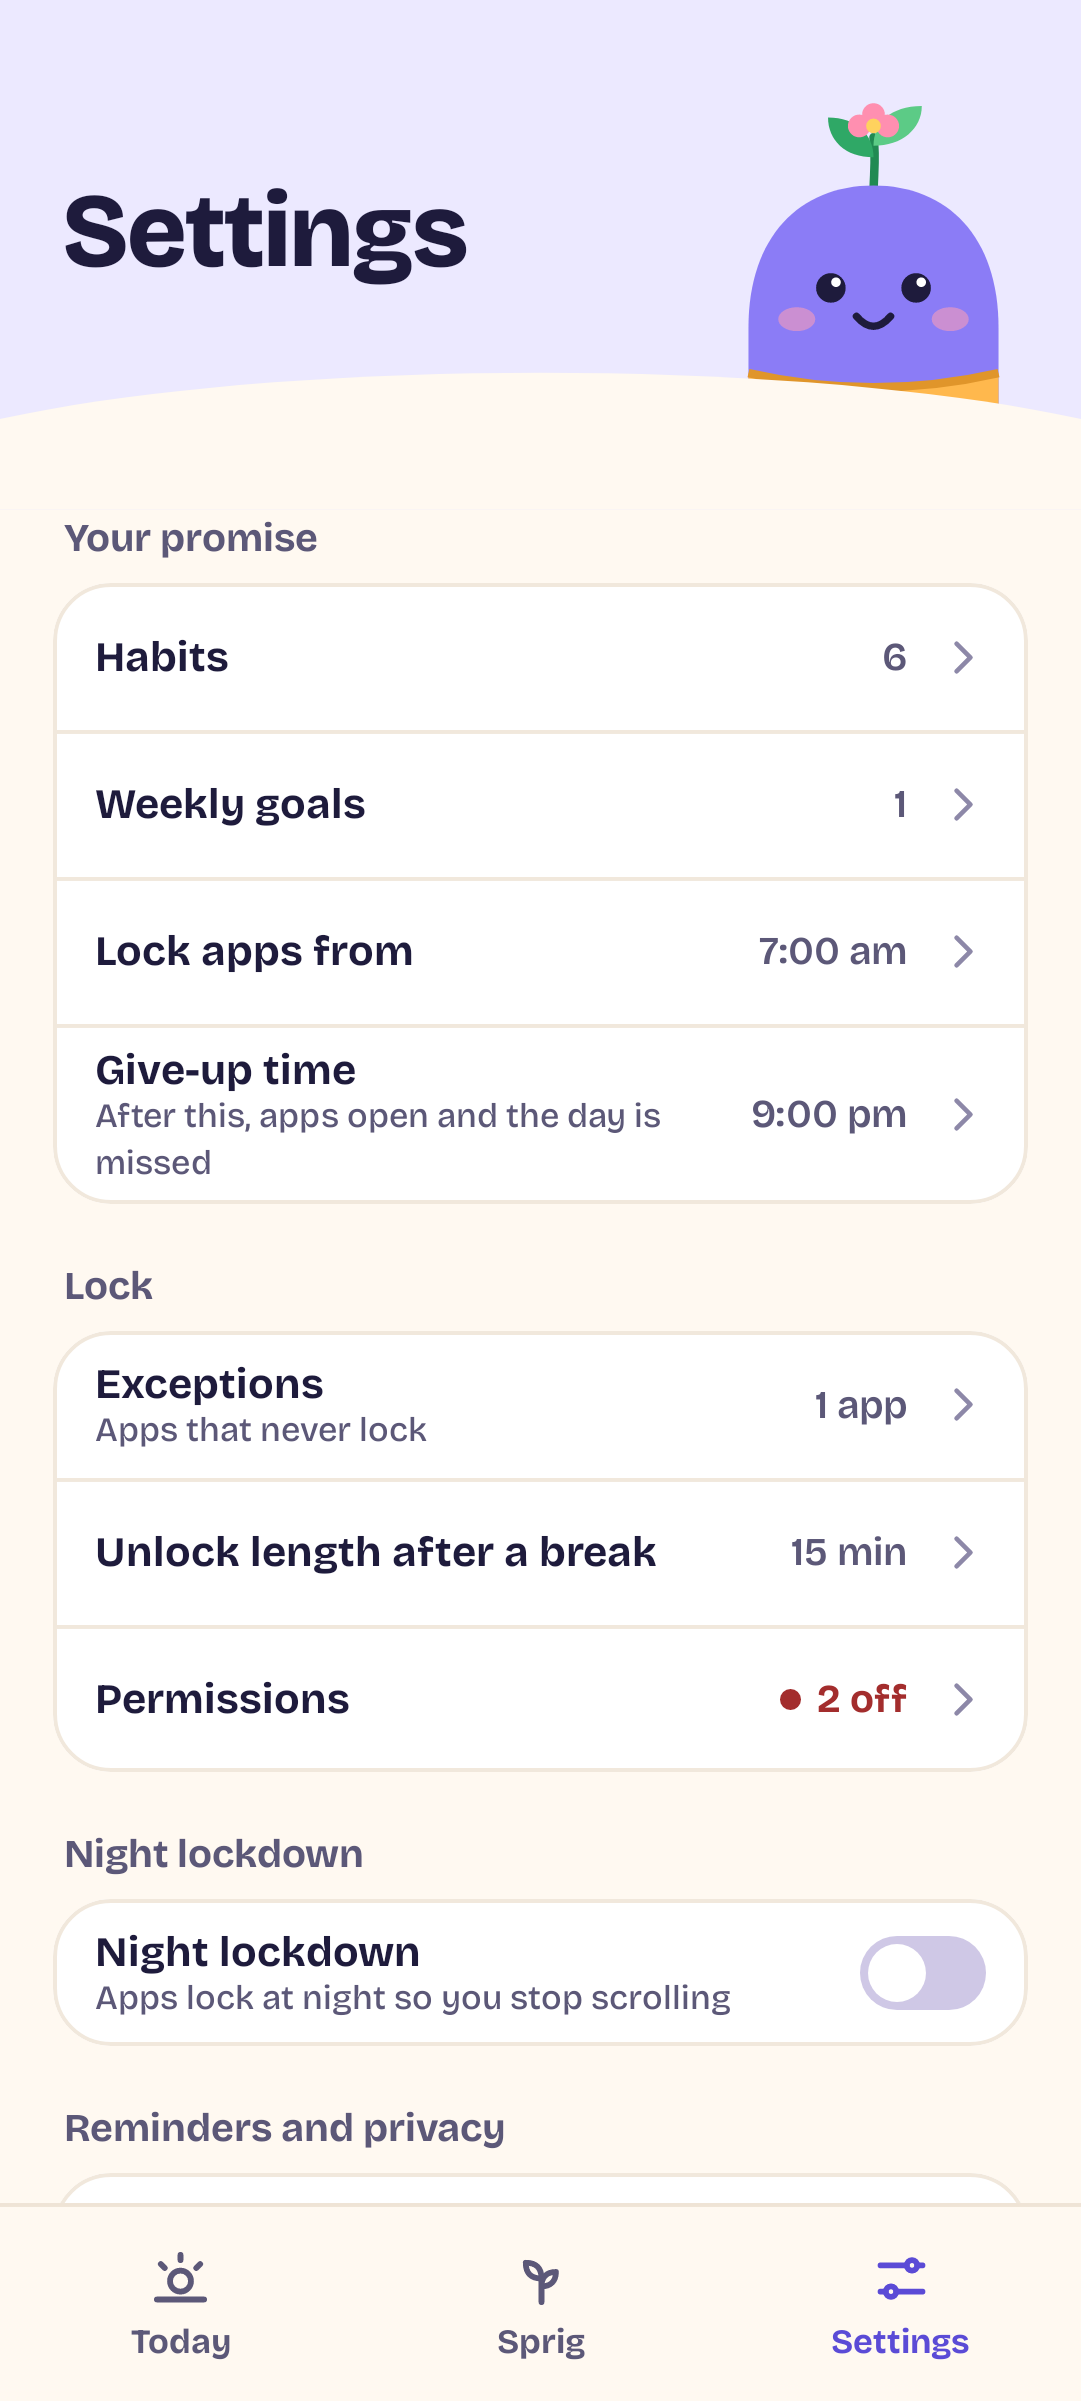 Settings
Your promise
Habits 6
Weekly goals 1
Lock apps from 7:00 am
Give-up time
After this, apps open and the day is
missed
9:00 pm
Lock
Exceptions
Apps that never lock
1 app
Unlock length after a break 15 min
Permissions 2 off
Night lockdown
Night lockdown
Apps lock at night so you stop scrolling
Reminders and privacy
Today Sprig Settings